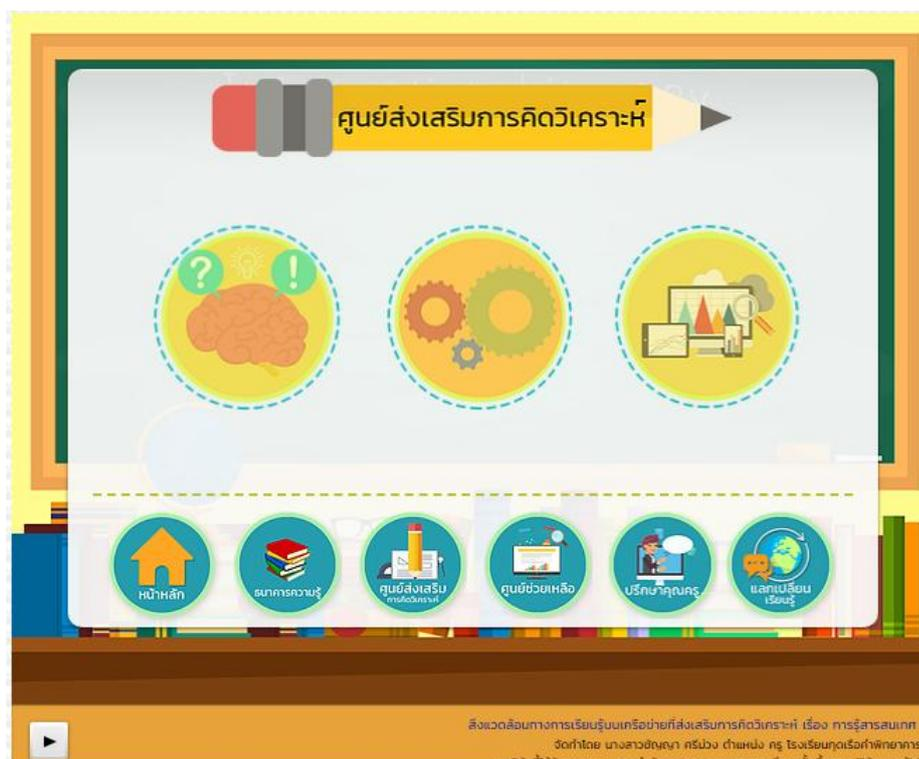 ศูนย์ส่งเสริมการคิดวิเคราะห์
?
!
หน้าหลัก
ธนาคารความรู้
ศูนย์ส่งเสริม
การคิดวิเคราะห์
ศูนย์ช่วยเหลือ
ปรึกษาคุณครู
แลกเปลี่ยน
เรียนรู้
สิ่งแวดล้อมทางการเรียนรู้บนเครือข่ายที่ส่งเสริมการคิดวิเคราะห์ เรื่อง การรู้สารสนเทศ
จัดทำโดย นางสาวชัญญา ศรีม่วง ตำแหน่ง ครู โรงเรียนกุดเรือคำพิทยาคาร